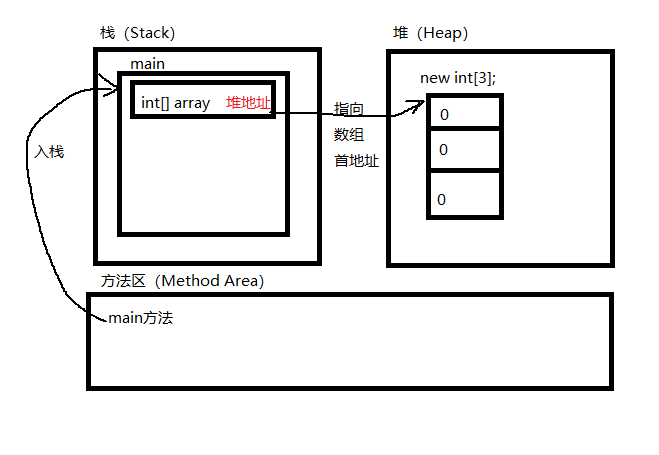 栈（Stack）
堆（Heap）
main
new int[3];
int[] array 堆地址
指向
数组
首地址
0
0
0
入栈
方法区（Method Area）
main方法